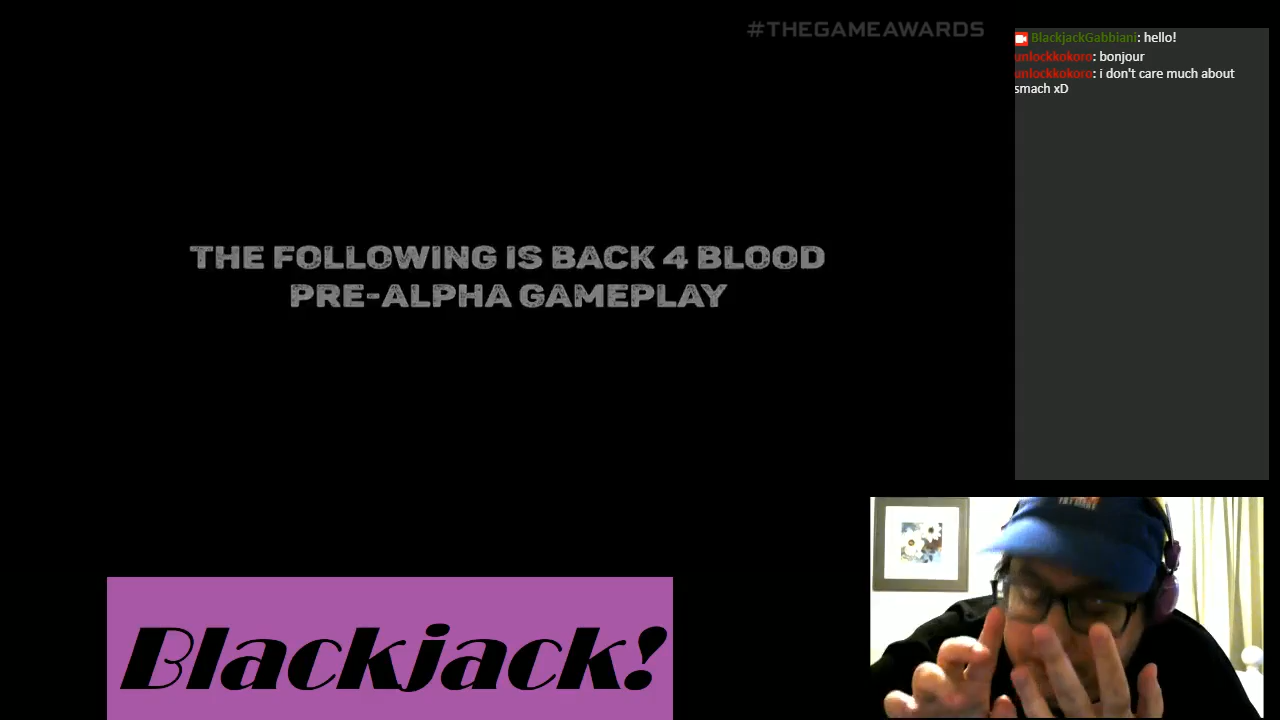 #THEGAMEAWARDS
BlackjackGabbiani: hello!
unlockkokoro: bonjour
unlockkokoro: i don't care much about
smach xD
THE FOLLOWING IS BACK 4 BLOOD
PRE-ALPHA GAMEPLAY
Blackjack!